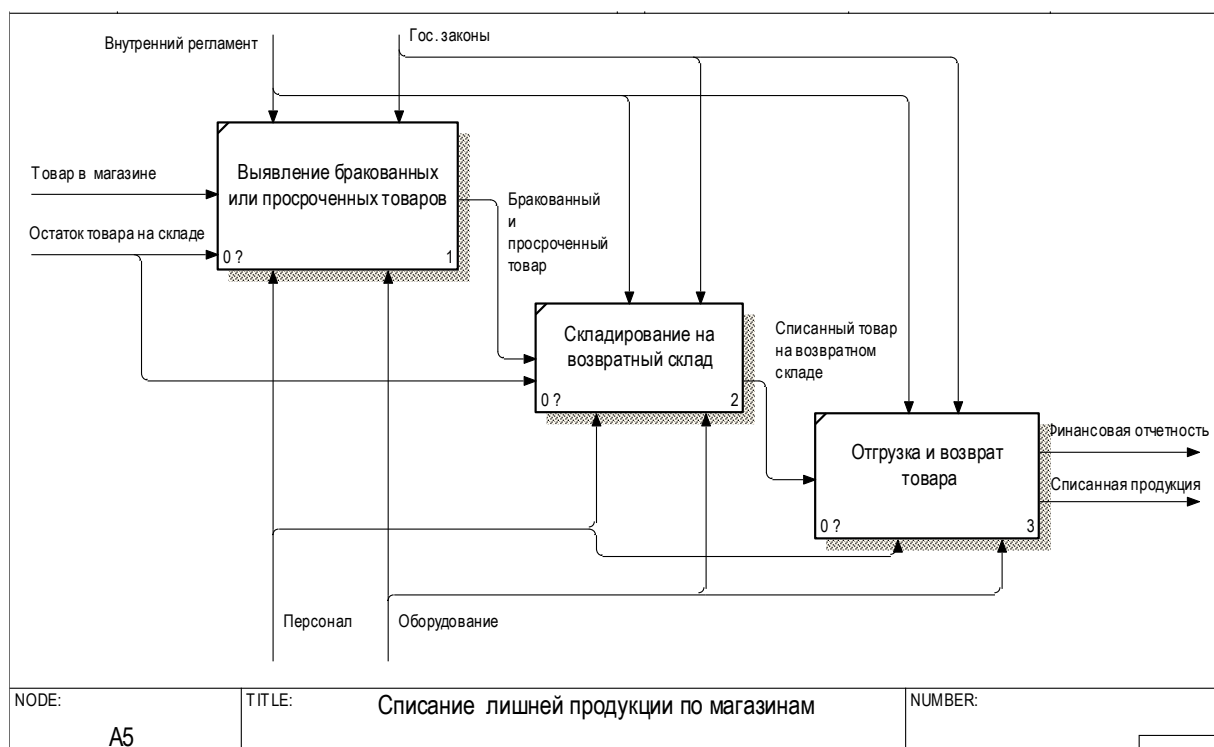 Внутренний регламент
Гос. законы
Товар в магазине
Остаток товара на складе
Выявление бракованных
или просроченных товаров
0 ?
1
Бракованный
и
просроченный
товар
Складирование на
возвратный склад
0 ?
2
Списанный товар
на возвратном
складе
Отгрузка и возврат
товара
0 ?
3
Финансовая отчетность
Списанная продукция
Персонал
Оборудование
NODE:
A5
TITLE:
Списание лишней продукции по магазинам
NUMBER: